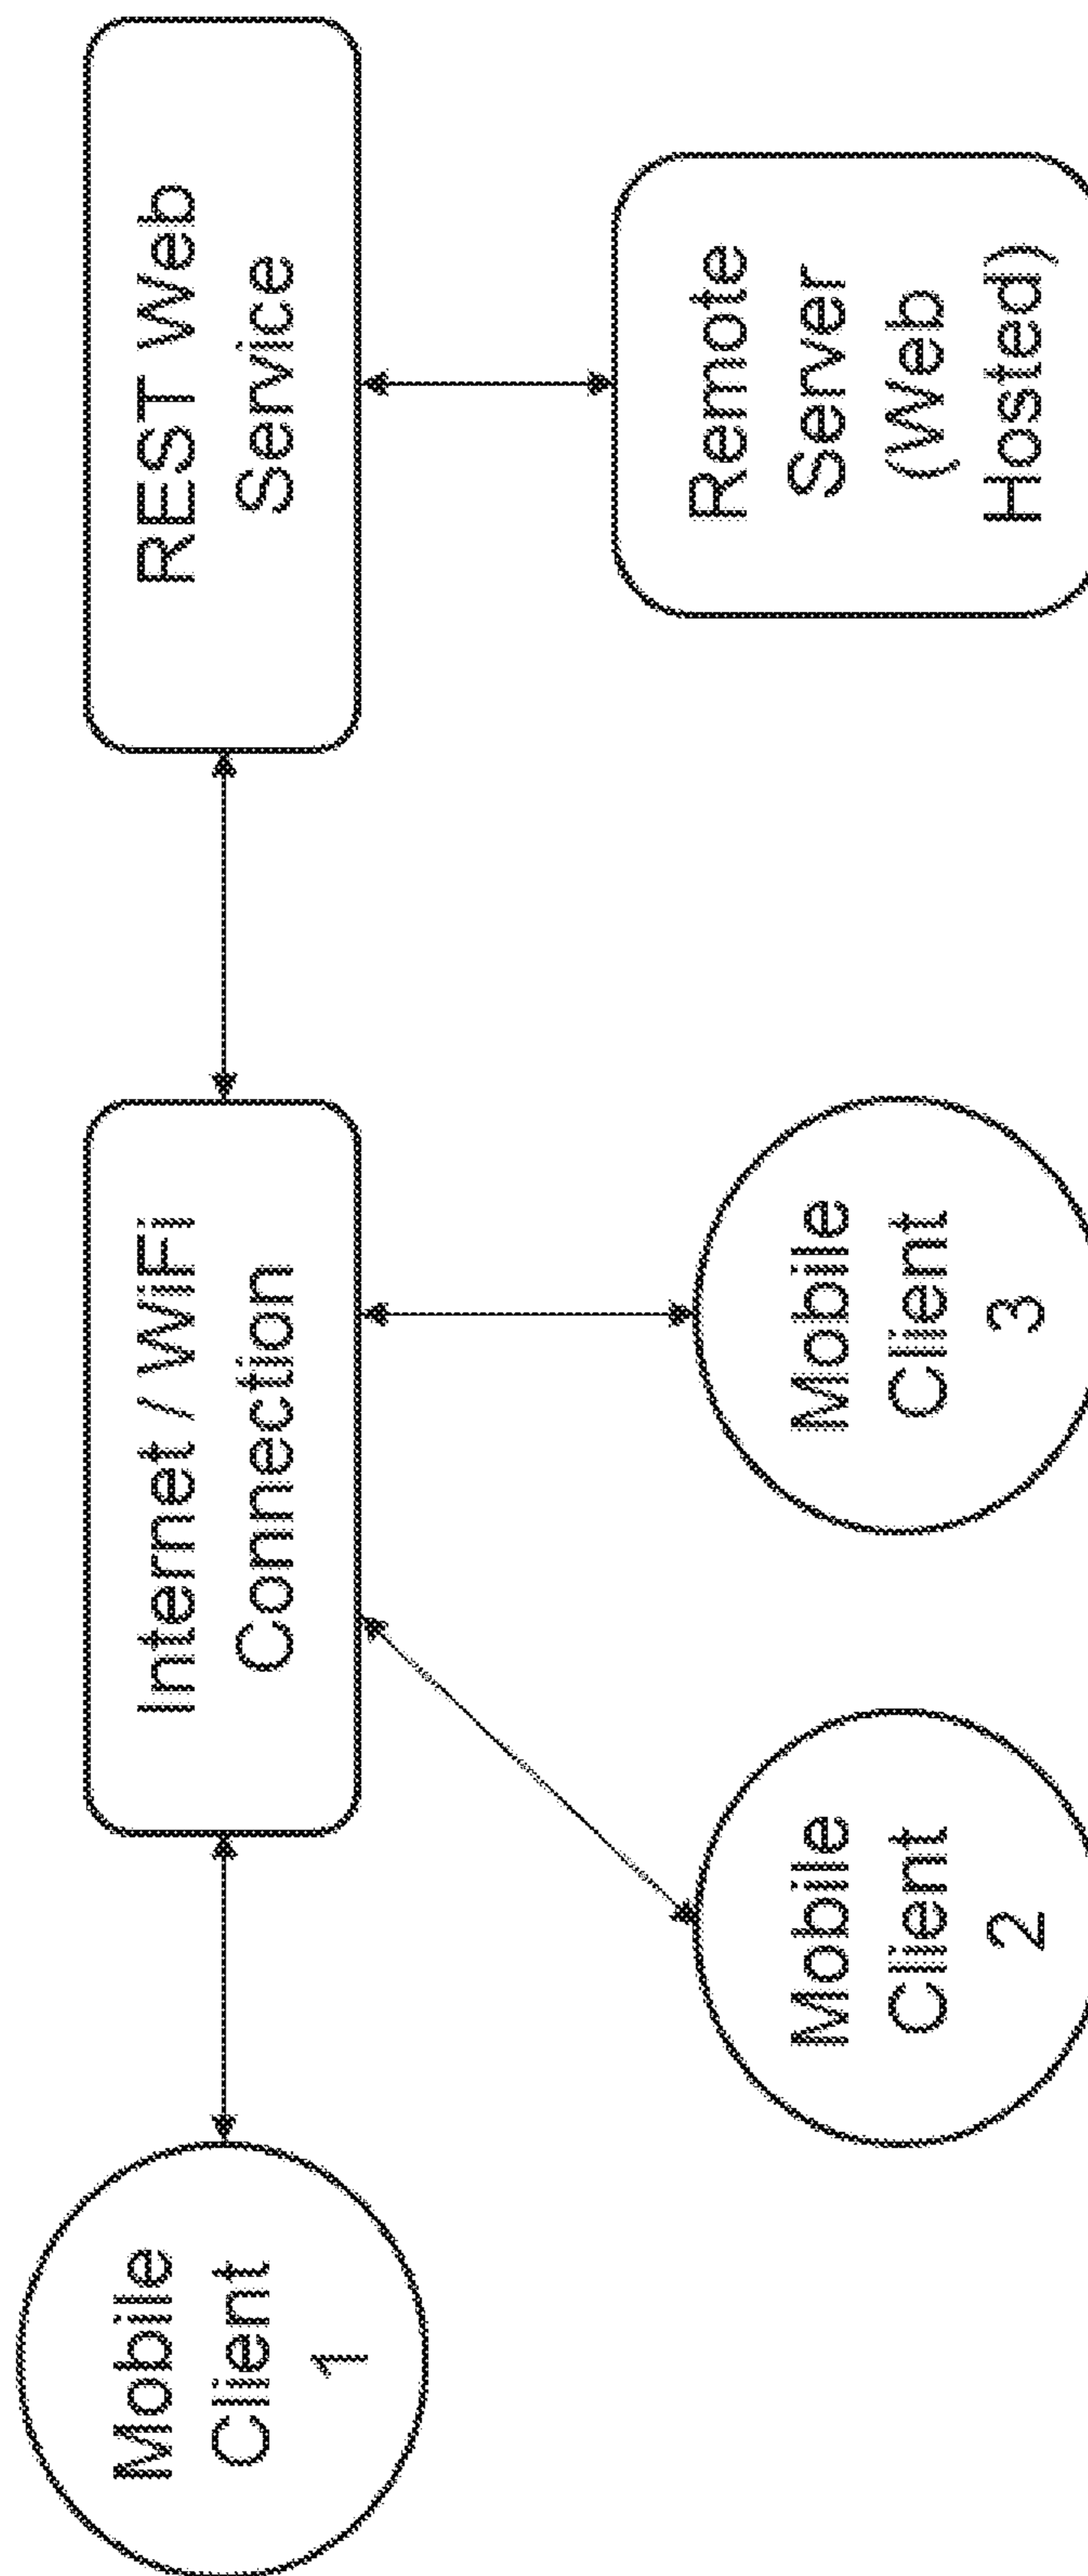 Mobile
Client
1
Internet / WiFi
Connection
REST Web
Service
Mobile
Client
2
Mobile
Client
3
Remote
Server
(Web
Hosted)